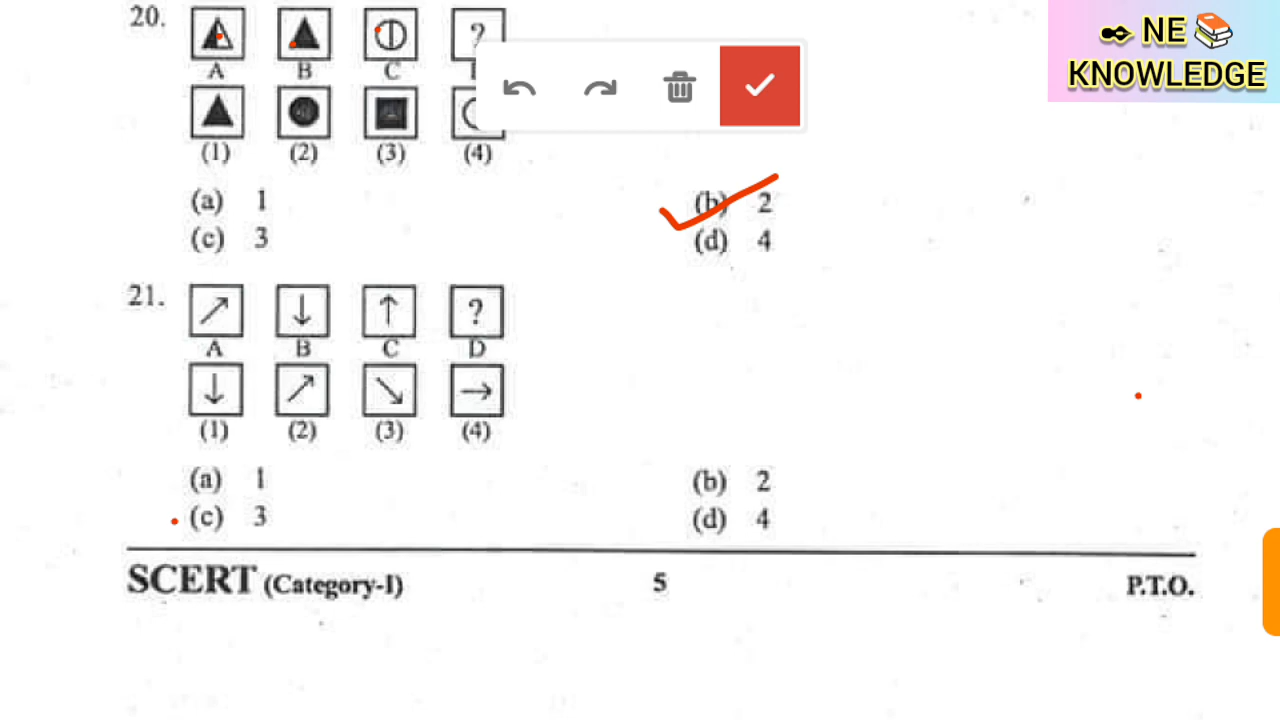 20.
?
NE
KNOWLEDGE
A B C
(1) (2) (3) (4)
(a) 1 (b) 2
(c) 3 (d) 4
21.
?
A B C D
(1) (2) (3) (4)
(a) 1 (b) 2
(c) 3 (d) 4
SCERT (Category-I) 5 P.T.O.